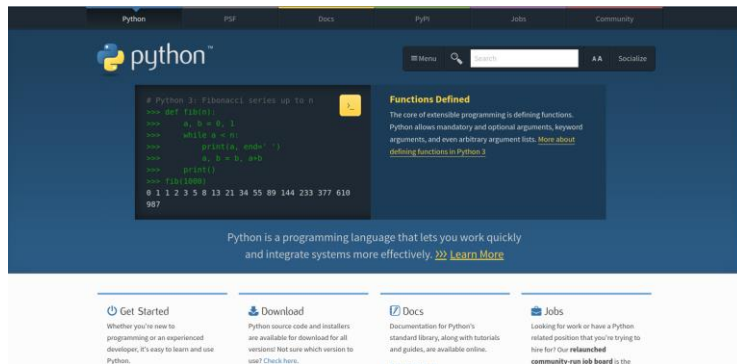 Python PSF Docs PyPI Jobs Community
python™
Menu Search AA Socialize
# Python 3: Fibonacci series up to n
>>> def fib(n):
>>> a, b = 0, 1
>>> while a < n:
>>> print(a, end=' ')
>>> a, b = b, a+b
>>> print()
>>> fib(1000)
0 1 1 2 3 5 8 13 21 34 55 89 144 233 377 610
987
>_
Functions Defined
The core of extensible programming is defining functions.
Python allows mandatory and optional arguments, keyword
arguments, and even arbitrary argument lists. More about
defining functions in Python 3
Python is a programming language that lets you work quickly
and integrate systems more effectively. >>> Learn More
Get Started
Whether you're new to
programming or an experienced
developer, it's easy to learn and use
Python.
Download
Python source code and installers
are available for download for all
versions! Not sure which version to
use? Check here.
Docs
Documentation for Python's
standard library, along with tutorials
and guides, are available online.
Jobs
Looking for work or have a Python
related position that you're trying to
hire for? Our relaunched
community-run job board is the